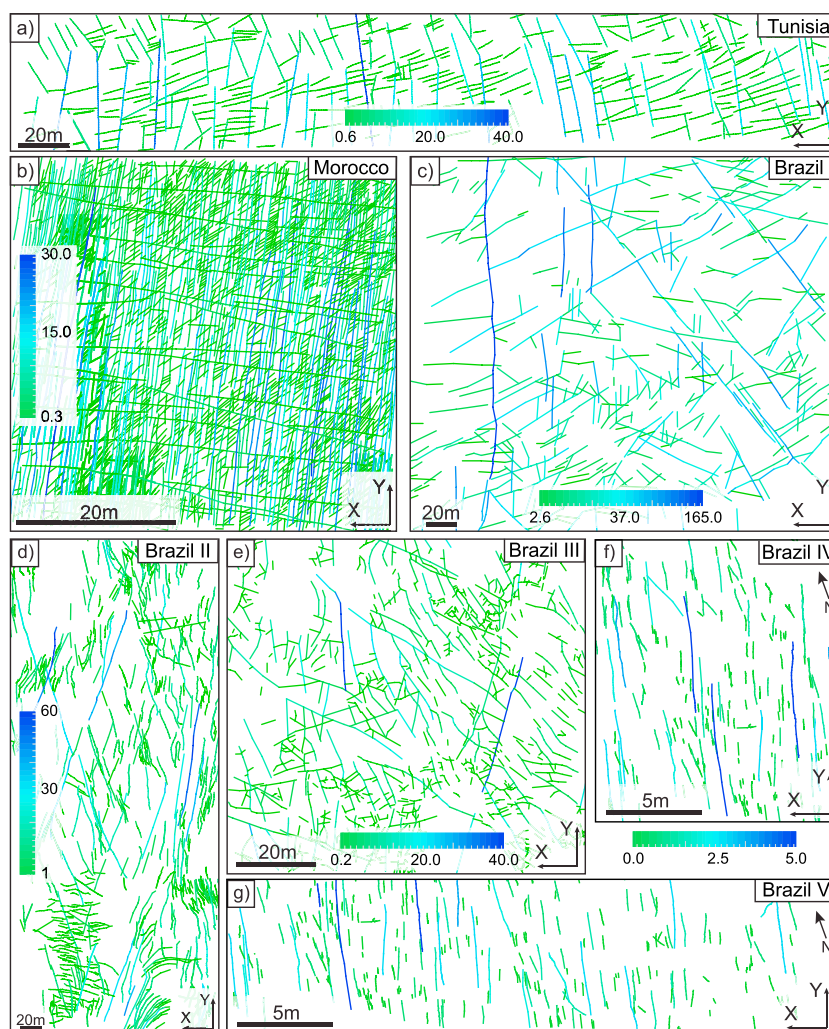 a)
Tunisia
20m
0.6 20.0 40.0
Y
X
b)
Morocco
30.0
15.0
0.3
20m
Y
X
c)
Brazil
20m
2.6 37.0 165.0
Y
X
d)
Brazil II
60
30
1
20m
Y
X
e)
Brazil III
20m
0.2 20.0 40.0
Y
X
f)
Brazil IV
N
5m
Y
X
0.0 2.5 5.0
g)
Brazil V
N
5m
Y
X